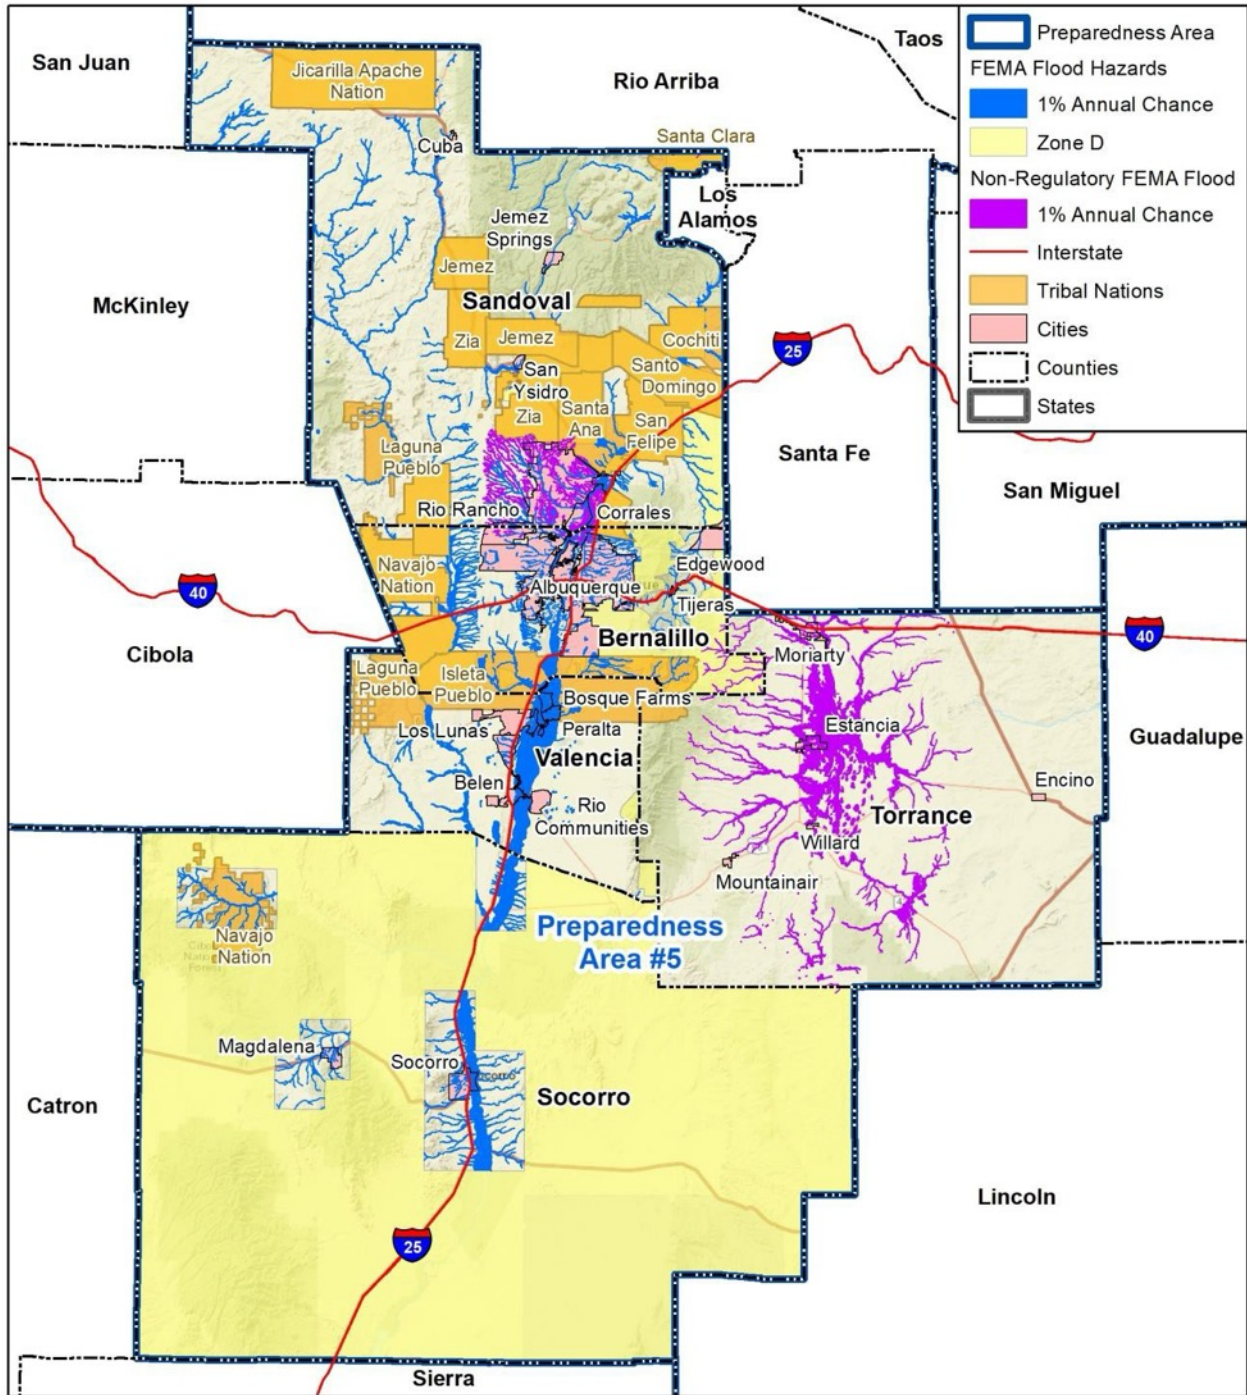 San Juan
Taos
Rio Arriba
Preparedness Area
FEMA Flood Hazards
1% Annual Chance
Zone D
Non-Regulatory FEMA Flood
1% Annual Chance
Interstate
Tribal Nations
Cities
Counties
States
Jicarilla Apache
Nation
Cuba
Santa Clara
Los
Alamos
Jemez
Springs
Jemez
Sandoval
McKinley
Zia
Jemez
Cochiti
25
San
Ysidro
Santo
Domingo
Zia
Santa
Ana
San
Felipe
Laguna
Pueblo
Santa Fe
San Miguel
Rio Rancho
Corrales
Navajo
Nation
Edgewood
Albuquerque
Tijeras
40
40
Bernalillo
Cibola
Moriarty
Laguna
Pueblo
Isleta
Pueblo
Bosque Farms
Los Lunas
Peralta
Estancia
Valencia
Guadalupe
Belen
Rio
Communities
Encino
Torrance
Willard
Mountainair
Preparedness
Area #5
Navajo
Nation
Magdalena
Socorro
Socorro
Catron
Lincoln
25
Sierra